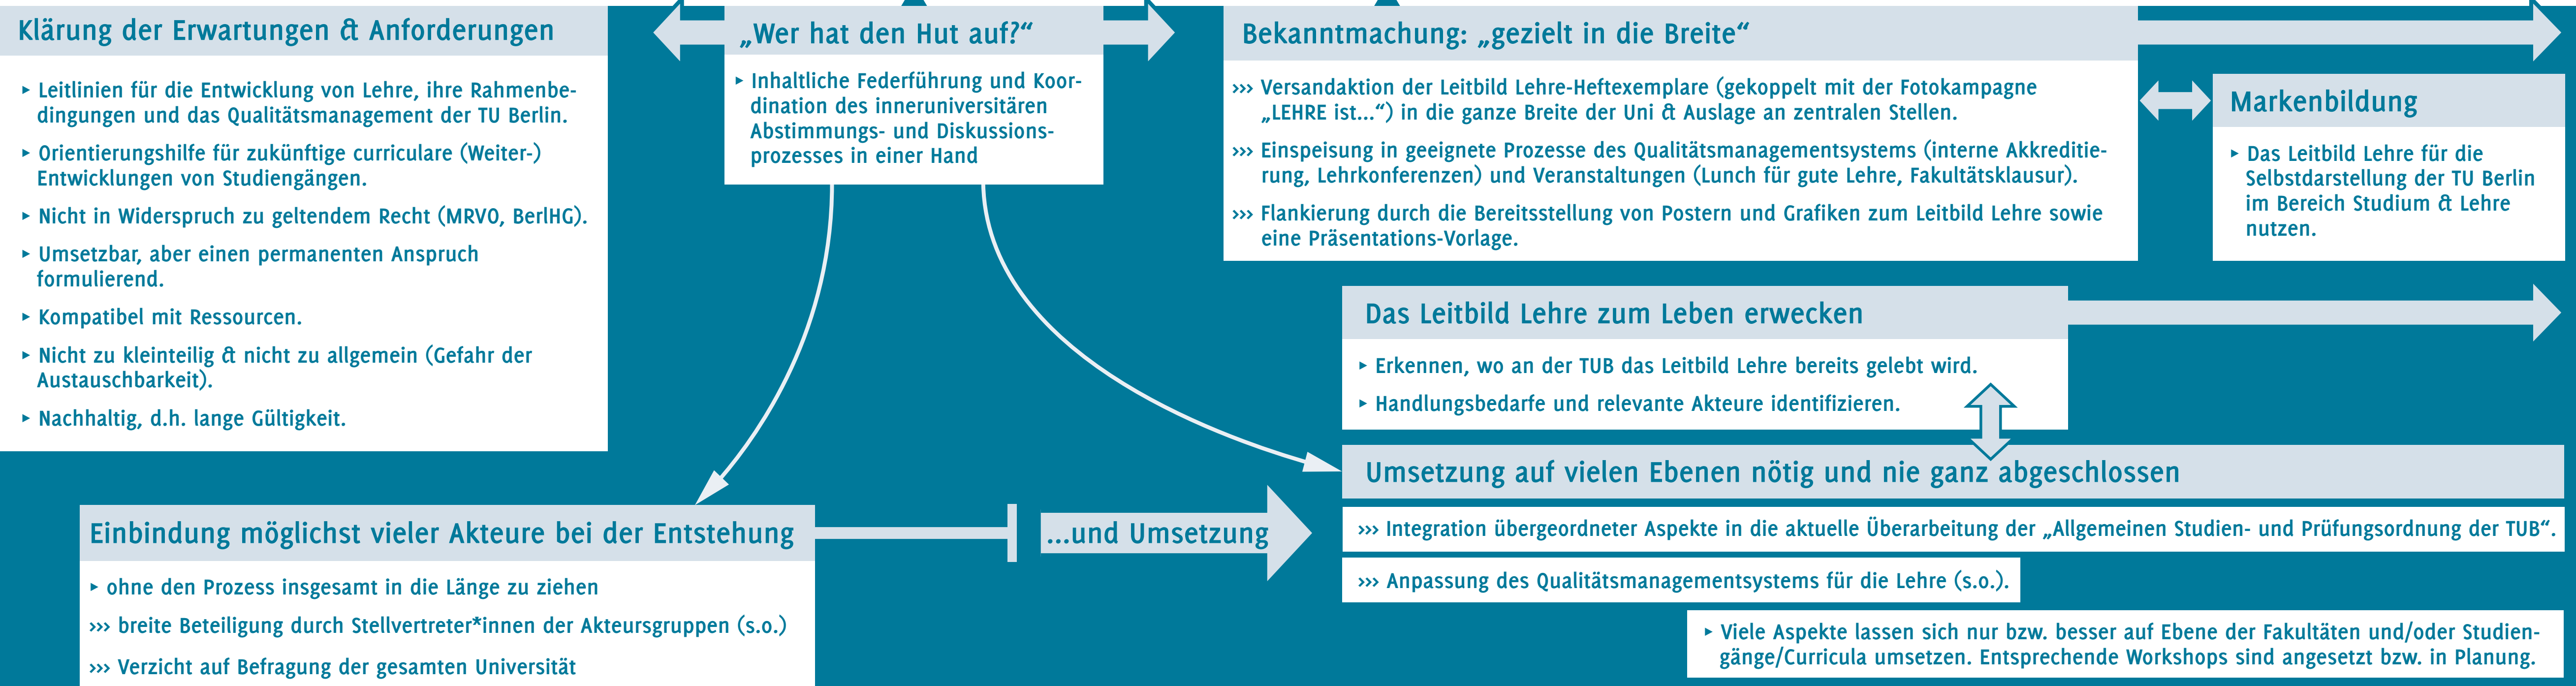 Klärung der Erwartungen & Anforderungen
▸ Leitlinien für die Entwicklung von Lehre, ihre Rahmenbe-
dingungen und das Qualitätsmanagement der TU Berlin.
▸ Orientierungshilfe für zukünftige curriculare (Weiter-)
Entwicklungen von Studiengängen.
▸ Nicht in Widerspruch zu geltendem Recht (MRVO, BerlHG).
▸ Umsetzbar, aber einen permanenten Anspruch
formulierend.
▸ Kompatibel mit Ressourcen.
▸ Nicht zu kleinteilig & nicht zu allgemein (Gefahr der
Austauschbarkeit).
▸ Nachhaltig, d.h. lange Gültigkeit.
„Wer hat den Hut auf?“
▸ Inhaltliche Federführung und Koor-
dination des inneruniversitären
Abstimmungs- und Diskussions-
prozesses in einer Hand
Bekanntmachung: „gezielt in die Breite“
››› Versandaktion der Leitbild Lehre-Heftexemplare (gekoppelt mit der Fotokampagne
„LEHRE ist...“) in die ganze Breite der Uni & Auslage an zentralen Stellen.
››› Einspeisung in geeignete Prozesse des Qualitätsmanagementsystems (interne Akkreditie-
rung, Lehrkonferenzen) und Veranstaltungen (Lunch für gute Lehre, Fakultätsklausur).
››› Flankierung durch die Bereitsstellung von Postern und Grafiken zum Leitbild Lehre sowie
eine Präsentations-Vorlage.
Markenbildung
▸ Das Leitbild Lehre für die
Selbstdarstellung der TU Berlin
im Bereich Studium & Lehre
nutzen.
Das Leitbild Lehre zum Leben erwecken
▸ Erkennen, wo an der TUB das Leitbild Lehre bereits gelebt wird.
▸ Handlungsbedarfe und relevante Akteure identifizieren.
Einbindung möglichst vieler Akteure bei der Entstehung
▸ ohne den Prozess insgesamt in die Länge zu ziehen
››› breite Beteiligung durch Stellvertreter*innen der Akteursgruppen (s.o.)
››› Verzicht auf Befragung der gesamten Universität
...und Umsetzung
Umsetzung auf vielen Ebenen nötig und nie ganz abgeschlossen
››› Integration übergeordneter Aspekte in die aktuelle Überarbeitung der „Allgemeinen Studien- und Prüfungsordnung der TUB“.
››› Anpassung des Qualitätsmanagementsystems für die Lehre (s.o.).
▸ Viele Aspekte lassen sich nur bzw. besser auf Ebene der Fakultäten und/oder Studien-
gänge/Curricula umsetzen. Entsprechende Workshops sind angesetzt bzw. in Planung.